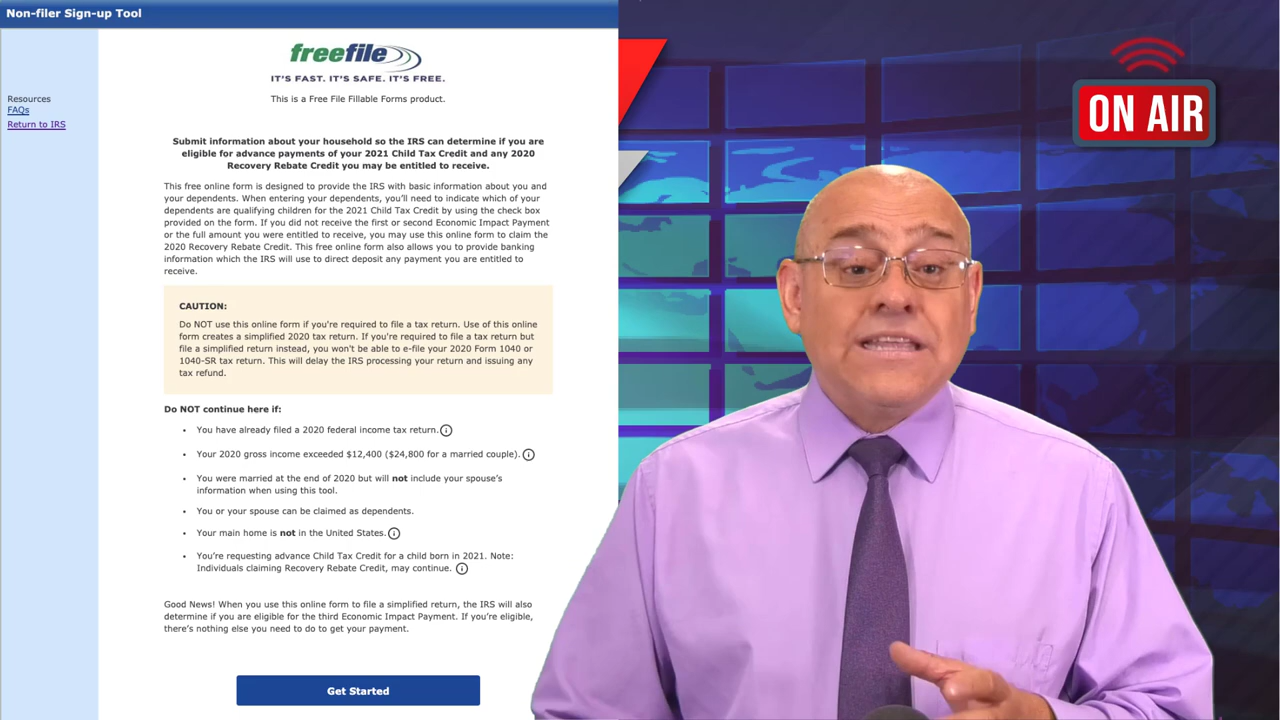 Non-filer Sign-up Tool
freefile
IT'S FAST. IT'S SAFE. IT'S FREE.
This is a Free File Fillable Forms product.
Resources
FAQs
Return to IRS
Submit information about your household so the IRS can determine if you are
eligible for advance payments of your 2021 Child Tax Credit and any 2020
Recovery Rebate Credit you may be entitled to receive.
This free online form is designed to provide the IRS with basic information about you and
your dependents. When entering your dependents, you'll need to indicate which of your
dependents are qualifying children for the 2021 Child Tax Credit by using the check box
provided on the form. If you did not receive the first or second Economic Impact Payment
or the full amount you were entitled to receive, you may use this online form to claim the
2020 Recovery Rebate Credit. This free online form also allows you to provide banking
information which the IRS will use to direct deposit any payment you are entitled to
receive.
CAUTION:
Do NOT use this online form if you're required to file a tax return. Use of this online
form creates a simplified 2020 tax return. If you're required to file a tax return but
file a simplified return instead, you won't be able to e-file your 2020 Form 1040 or
1040-SR tax return. This will delay the IRS processing your return and issuing any
tax refund.
Do NOT continue here if:
• You have already filed a 2020 federal income tax return.
• Your 2020 gross income exceeded $12,400 ($24,800 for a married couple).
• You were married at the end of 2020 but will not include your spouse's
information when using this tool.
• You or your spouse can be claimed as dependents.
• Your main home is not in the United States.
• You're requesting advance Child Tax Credit for a child born in 2021. Note:
Individuals claiming Recovery Rebate Credit, may continue.
Good News! When you use this online form to file a simplified return, the IRS will also
determine if you are eligible for the third Economic Impact Payment. If you're eligible,
there's nothing else you need to do to get your payment.
Get Started
ON AIR